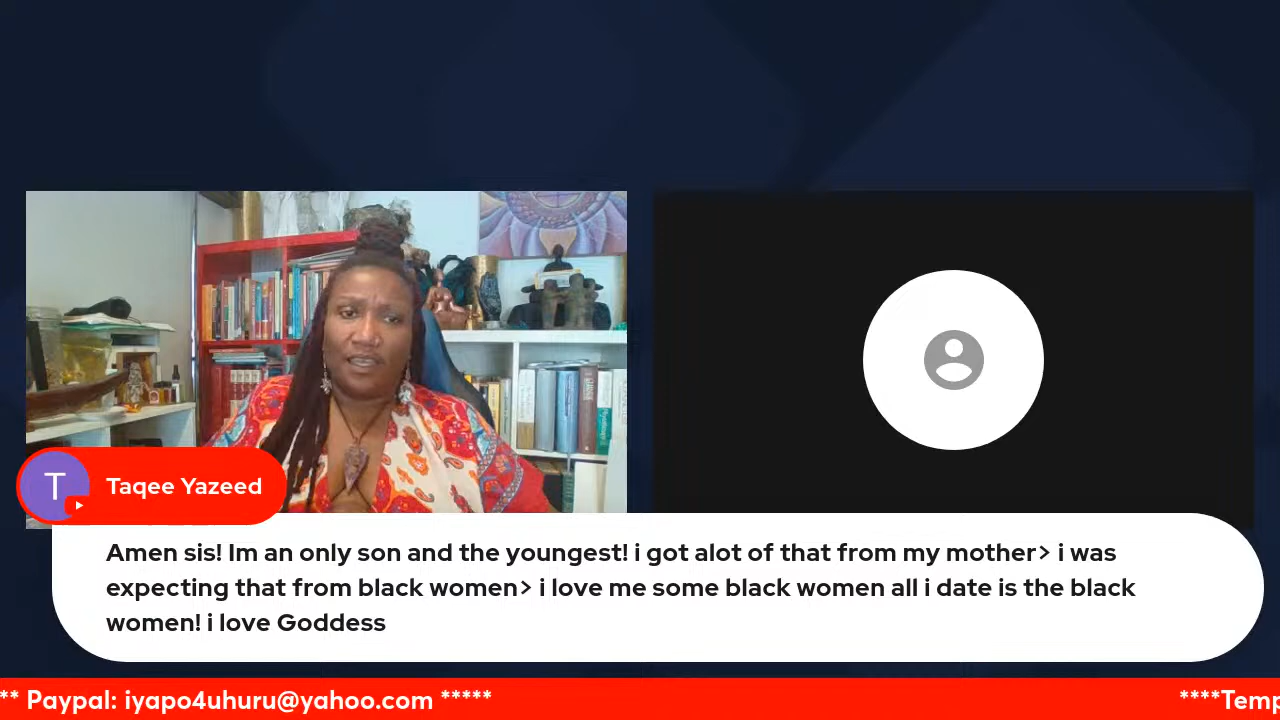 T
Taqee Yazeed
Amen sis! Im an only son and the youngest! i got alot of that from my mother> i was
expecting that from black women> i love me some black women all i date is the black
women! i love Goddess
** Paypal: iyapo4uhuru@yahoo.com ***** ****Temp